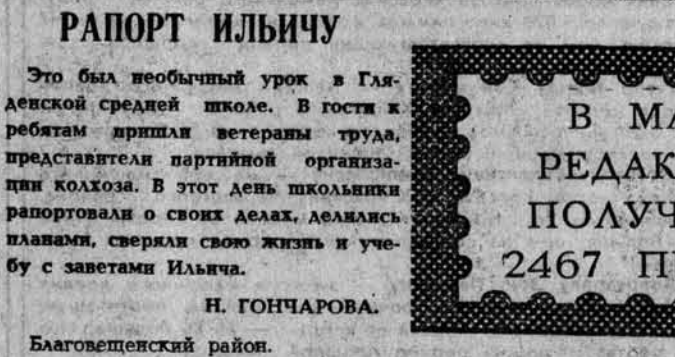 РАПОРТ ИЛЬИЧУ
Это был необычный урок в Гля-
денской средней школе. В гости к
ребятам пришли ветераны труда,
представители партийной организа-
ции колхоза. В этот день школьники
рапортовали о своих делах, делились
планами, сверяли свою жизнь и уче-
бу с заветами Ильича.
Н. ГОНЧАРОВА.
Благовещенский район.
В МА
РЕДАК
ПОЛУЧ
2467 П